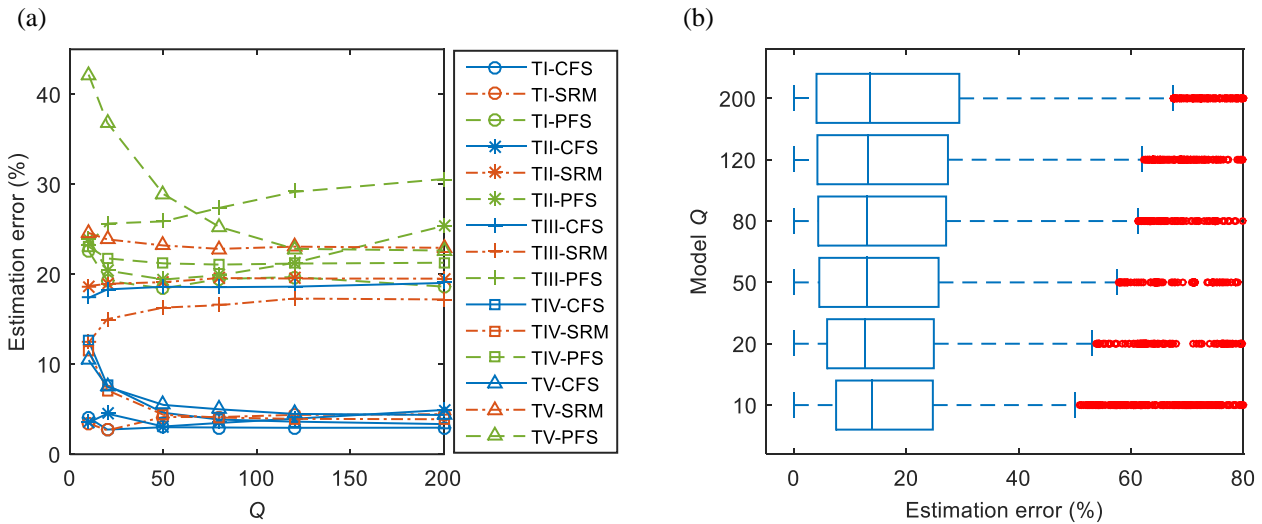 (a)
Estimation error (%)
40
30
20
10
0
0
50
100
150
200
Q
TI-CFS
TI-SRM
TI-PFS
TII-CFS
TII-SRM
TII-PFS
TIII-CFS
TIII-SRM
TIII-PFS
TIV-CFS
TIV-SRM
TIV-PFS
TV-CFS
TV-SRM
TV-PFS
(b)
Model Q
200
120
80
50
20
10
0
20
40
60
80
Estimation error (%)